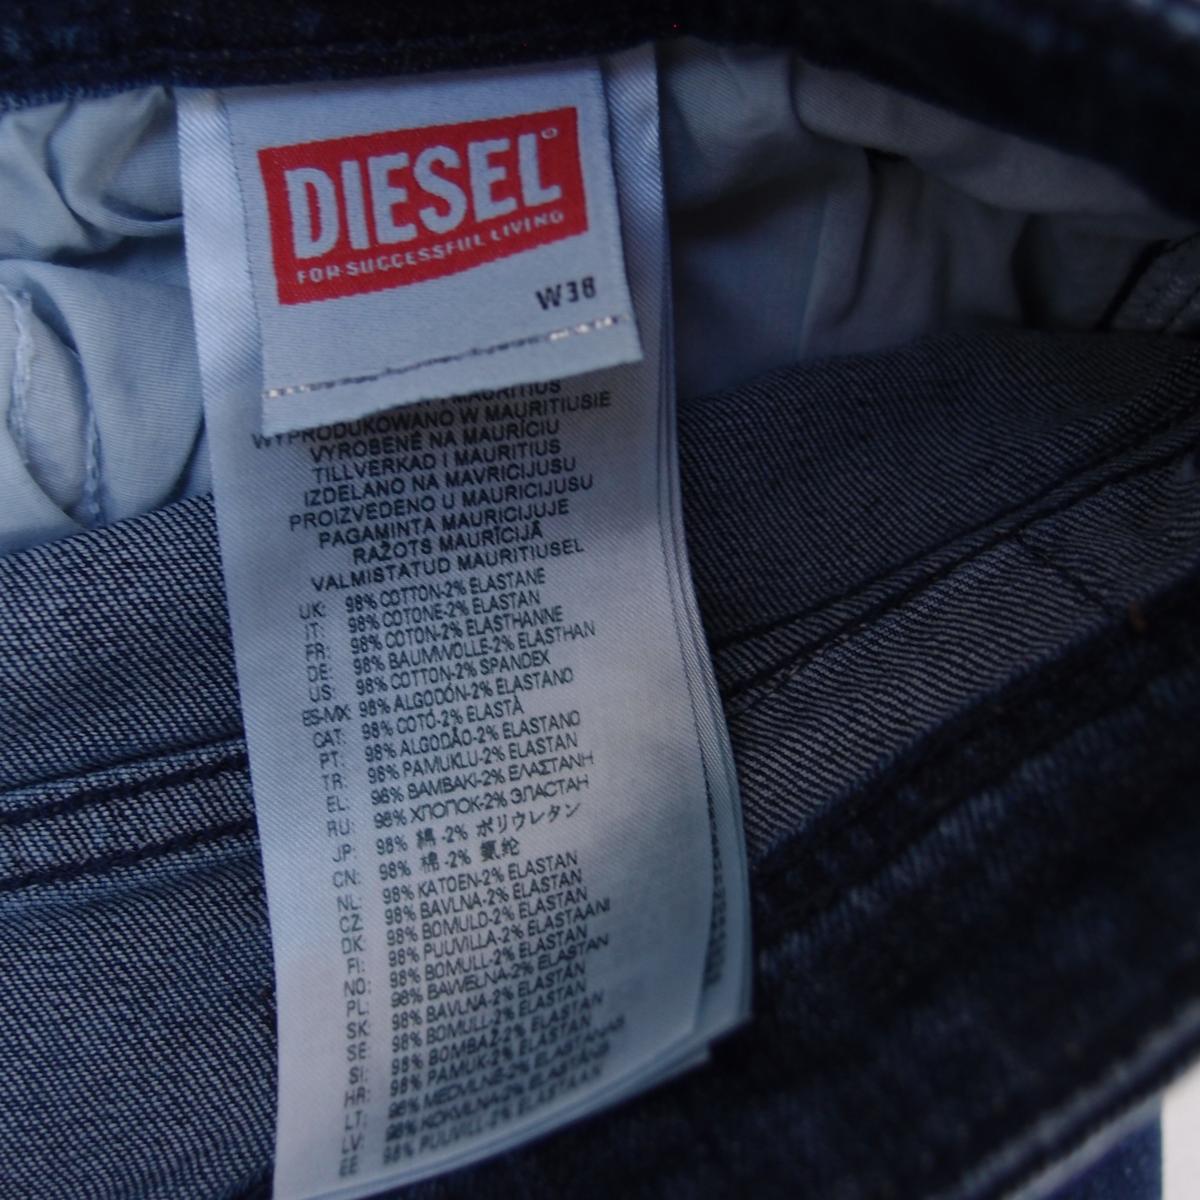 DIESEL
FOR SUCCESSFUL LIVING
W38
I MAURITIUS
WYPRODUKOWANO W MAURITIUSIE
VYROBENÉ NA MAURÍCIU
TILLVERKAD I MAURITIUS
IZDELANO NA MAVRICIJUSU
PROIZVEDENO U MAURICIJUSU
PAGAMINTA MAURICIJUJE
RAŽOTS MAURĪCIJĀ
VALMISTATUD MAURITIUSEL
UK: 98% COTTON-2% ELASTANE
IT: 98% COTONE-2% ELASTAN
FR: 98% COTON-2% ELASTHANNE
DE: 98% BAUMWOLLE-2% ELASTHAN
US: 98% COTTON-2% SPANDEX
ES-MX: 98% ALGODÓN-2% ELASTANO
CAT: 98% COTÓ-2% ELASTÀ
PT: 98% ALGODÃO-2% ELASTANO
TR: 98% PAMUKLU-2% ELASTAN
EL: 98% ΒΑΜΒΑΚΙ-2% ΕΛΑΣΤΑΝΗ
RU: 98% ХЛОПОК-2% ЭЛАСТАН
JP: 98% 綿 -2% ポリウレタン
CN: 98% 棉 -2% 氨纶
NL: 98% KATOEN-2% ELASTAN
CZ: 98% BAVLNA-2% ELASTAN
DK: 98% BOMULD-2% ELASTAN
FI: 98% PUUVILLA-2% ELASTAANI
NO: 98% BOMULL-2% ELASTAN
PL: 98% BAWEŁNA-2% ELASTAN
SK: 98% BAVLNA-2% ELASTÁN
SE: 98% BOMULL-2% ELASTAN
SI: 98% BOMBAŽ-2% ELASTAN
HR: 98% PAMUK-2% ELASTAN
LT: 98% MEDVILNĖ-2% ELASTANAS
LV: 98% KOKVILNA-2% ELASTĀNS
EE: 98% PUUVILL-2% ELASTAAN